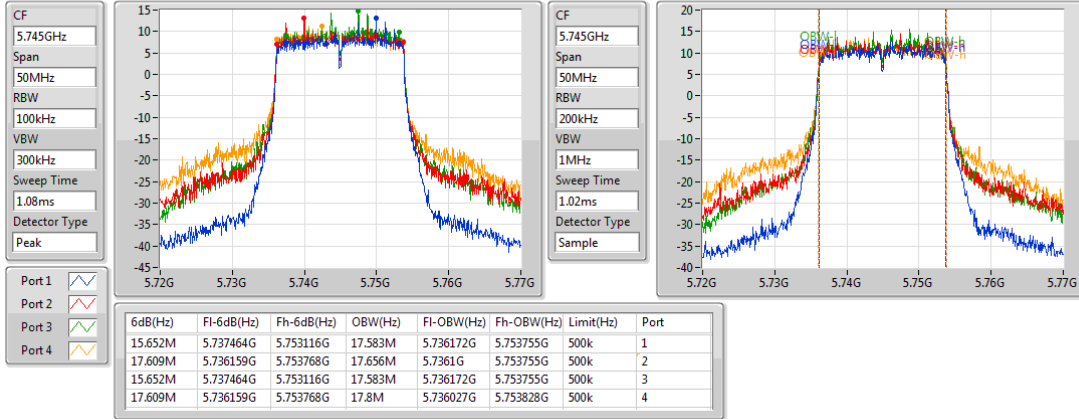 CF
5.745GHz
Span
50MHz
RBW
100kHz
VBW
300kHz
Sweep Time
1.08ms
Detector Type
Peak
15
10
5
0
-5
-10
-15
-20
-25
-30
-35
-40
-45
5.72G 5.73G 5.74G 5.75G 5.76G 5.77G
CF
5.745GHz
Span
50MHz
RBW
200kHz
VBW
1MHz
Sweep Time
1.02ms
Detector Type
Sample
20
15
10
5
0
-5
-10
-15
-20
-25
-30
-35
-40
5.72G 5.73G 5.74G 5.75G 5.76G 5.77G
Port 1
Port 2
Port 3
Port 4
6dB(Hz) Fl-6dB(Hz) Fh-6dB(Hz) OBW(Hz) Fl-OBW(Hz) Fh-OBW(Hz) Limit(Hz) Port
15.652M 5.737464G 5.753116G 17.583M 5.736172G 5.753755G 500k 1
17.609M 5.736159G 5.753768G 17.656M 5.7361G 5.753755G 500k 2
15.652M 5.737464G 5.753116G 17.583M 5.736172G 5.753755G 500k 3
17.609M 5.736159G 5.753768G 17.8M 5.736027G 5.753828G 500k 4